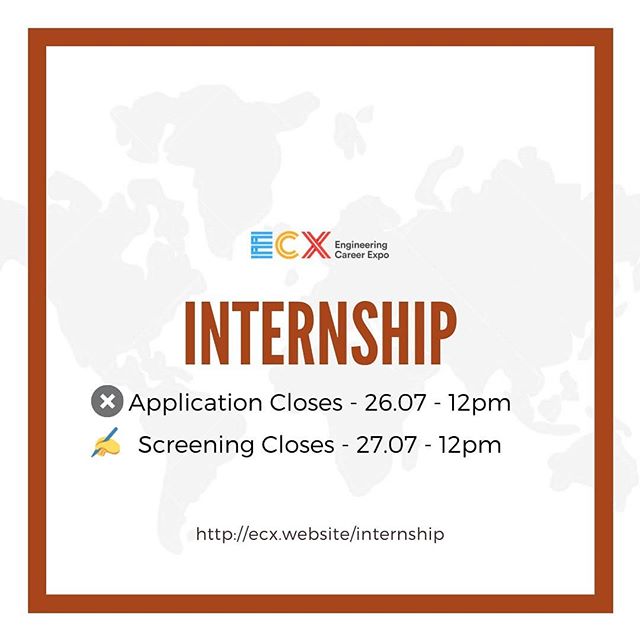 ECX Engineering
Career Expo
INTERNSHIP
Application Closes - 26.07 - 12pm
Screening Closes - 27.07 - 12pm
http://ecx.website/internship